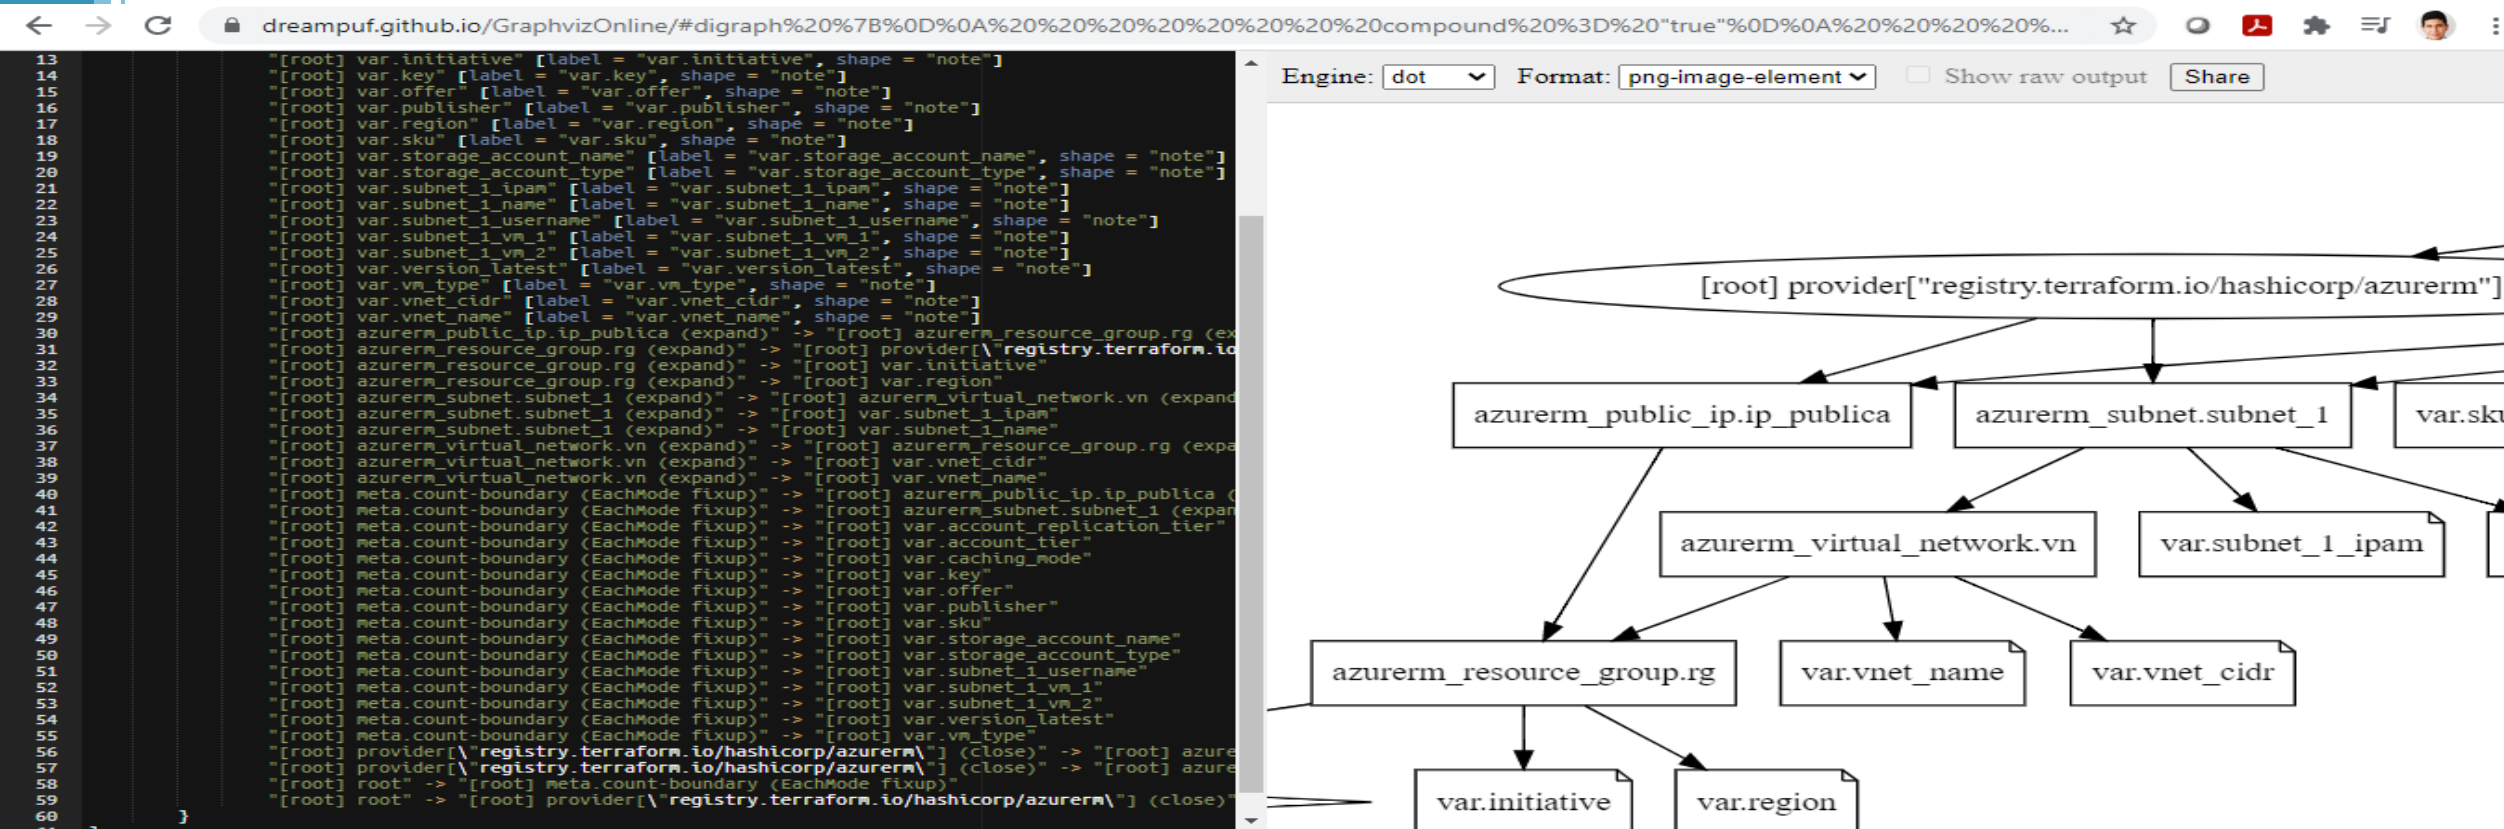 dreampuf.github.io/GraphvizOnline/#digraph%20%7B%0D%0A%20%20%20%20%20%20%20%20compound%20%3D%20"true"%0D%0A%20%20%20%20%...
13 "[root] var.initiative" [label = "var.initiative", shape = "note"]
14 "[root] var.key" [label = "var.key", shape = "note"]
15 "[root] var.offer" [label = "var.offer", shape = "note"]
16 "[root] var.publisher" [label = "var.publisher", shape = "note"]
17 "[root] var.region" [label = "var.region", shape = "note"]
18 "[root] var.sku" [label = "var.sku", shape = "note"]
19 "[root] var.storage_account_name" [label = "var.storage_account_name", shape = "note"]
20 "[root] var.storage_account_type" [label = "var.storage_account_type", shape = "note"]
21 "[root] var.subnet_1_ipam" [label = "var.subnet_1_ipam", shape = "note"]
22 "[root] var.subnet_1_name" [label = "var.subnet_1_name", shape = "note"]
23 "[root] var.subnet_1_username" [label = "var.subnet_1_username", shape = "note"]
24 "[root] var.subnet_1_vm_1" [label = "var.subnet_1_vm_1", shape = "note"]
25 "[root] var.subnet_1_vm_2" [label = "var.subnet_1_vm_2", shape = "note"]
26 "[root] var.version_latest" [label = "var.version_latest", shape = "note"]
27 "[root] var.vm_type" [label = "var.vm_type", shape = "note"]
28 "[root] var.vnet_cidr" [label = "var.vnet_cidr", shape = "note"]
29 "[root] var.vnet_name" [label = "var.vnet_name", shape = "note"]
30 "[root] azurerm_public_ip.ip_publica (expand)" -> "[root] azurerm_resource_group.rg (ex
31 "[root] azurerm_resource_group.rg (expand)" -> "[root] provider[\"registry.terraform.io
32 "[root] azurerm_resource_group.rg (expand)" -> "[root] var.initiative"
33 "[root] azurerm_resource_group.rg (expand)" -> "[root] var.region"
34 "[root] azurerm_subnet.subnet_1 (expand)" -> "[root] azurerm_virtual_network.vn (expand
35 "[root] azurerm_subnet.subnet_1 (expand)" -> "[root] var.subnet_1_ipam"
36 "[root] azurerm_subnet.subnet_1 (expand)" -> "[root] var.subnet_1_name"
37 "[root] azurerm_virtual_network.vn (expand)" -> "[root] azurerm_resource_group.rg (expa
38 "[root] azurerm_virtual_network.vn (expand)" -> "[root] var.vnet_cidr"
39 "[root] azurerm_virtual_network.vn (expand)" -> "[root] var.vnet_name"
40 "[root] meta.count-boundary (EachMode fixup)" -> "[root] azurerm_public_ip.ip_publica (
41 "[root] meta.count-boundary (EachMode fixup)" -> "[root] azurerm_subnet.subnet_1 (expan
42 "[root] meta.count-boundary (EachMode fixup)" -> "[root] var.account_replication_tier"
43 "[root] meta.count-boundary (EachMode fixup)" -> "[root] var.account_tier"
44 "[root] meta.count-boundary (EachMode fixup)" -> "[root] var.caching_mode"
45 "[root] meta.count-boundary (EachMode fixup)" -> "[root] var.key"
46 "[root] meta.count-boundary (EachMode fixup)" -> "[root] var.offer"
47 "[root] meta.count-boundary (EachMode fixup)" -> "[root] var.publisher"
48 "[root] meta.count-boundary (EachMode fixup)" -> "[root] var.sku"
49 "[root] meta.count-boundary (EachMode fixup)" -> "[root] var.storage_account_name"
50 "[root] meta.count-boundary (EachMode fixup)" -> "[root] var.storage_account_type"
51 "[root] meta.count-boundary (EachMode fixup)" -> "[root] var.subnet_1_username"
52 "[root] meta.count-boundary (EachMode fixup)" -> "[root] var.subnet_1_vm_1"
53 "[root] meta.count-boundary (EachMode fixup)" -> "[root] var.subnet_1_vm_2"
54 "[root] meta.count-boundary (EachMode fixup)" -> "[root] var.version_latest"
55 "[root] meta.count-boundary (EachMode fixup)" -> "[root] var.vm_type"
56 "[root] provider[\"registry.terraform.io/hashicorp/azurerm\"] (close)" -> "[root] azure
57 "[root] provider[\"registry.terraform.io/hashicorp/azurerm\"] (close)" -> "[root] azure
58 "[root] root" -> "[root] meta.count-boundary (EachMode fixup)"
59 "[root] root" -> "[root] provider[\"registry.terraform.io/hashicorp/azurerm\"] (close)"
60 }
Engine: dot Format: png-image-element Show raw output Share
[root] provider["registry.terraform.io/hashicorp/azurerm"]
azurerm_public_ip.ip_publica azurerm_subnet.subnet_1 var.sku
azurerm_virtual_network.vn var.subnet_1_ipam
azurerm_resource_group.rg var.vnet_name var.vnet_cidr
var.initiative var.region